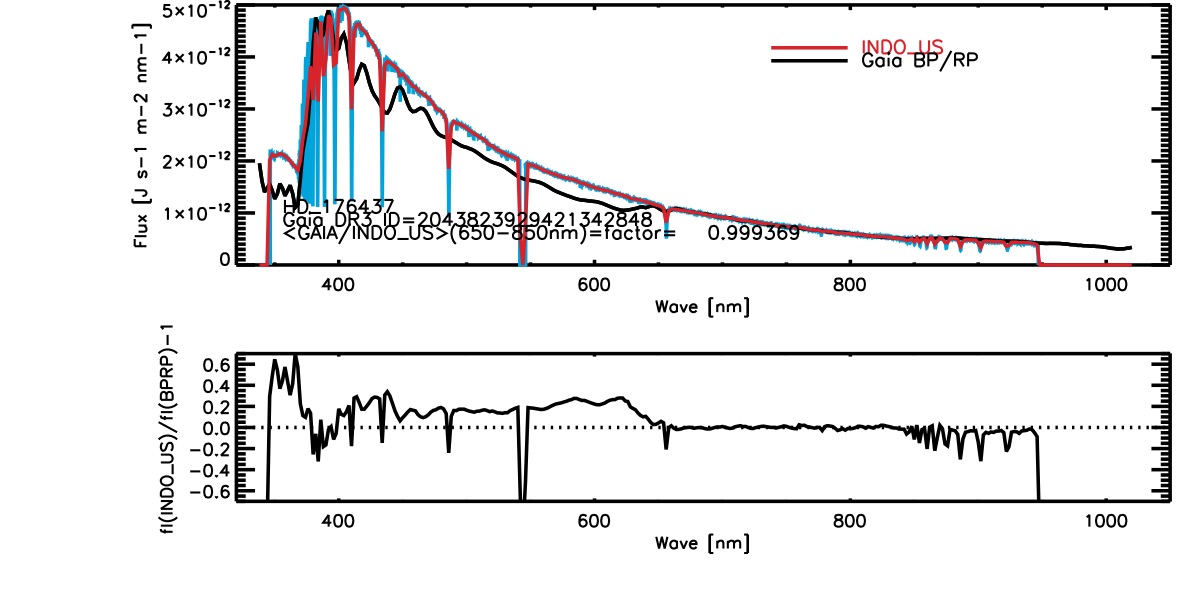 5×10−12
4×10−12
3×10−12
2×10−12
1×10−12
0
Flux [J s−1 m−2 nm−1]
INDO_US
Gaia BP/RP
HD_176437
Gaia DR3 ID=2043823929421342848
<GAIA/INDO_US>(650−850nm)=factor= 0.999369
400 600 800 1000
Wave [nm]
0.6
0.4
0.2
0.0
−0.2
−0.4
−0.6
fl(INDO_US)/fl(BPRP)−1
400 600 800 1000
Wave [nm]